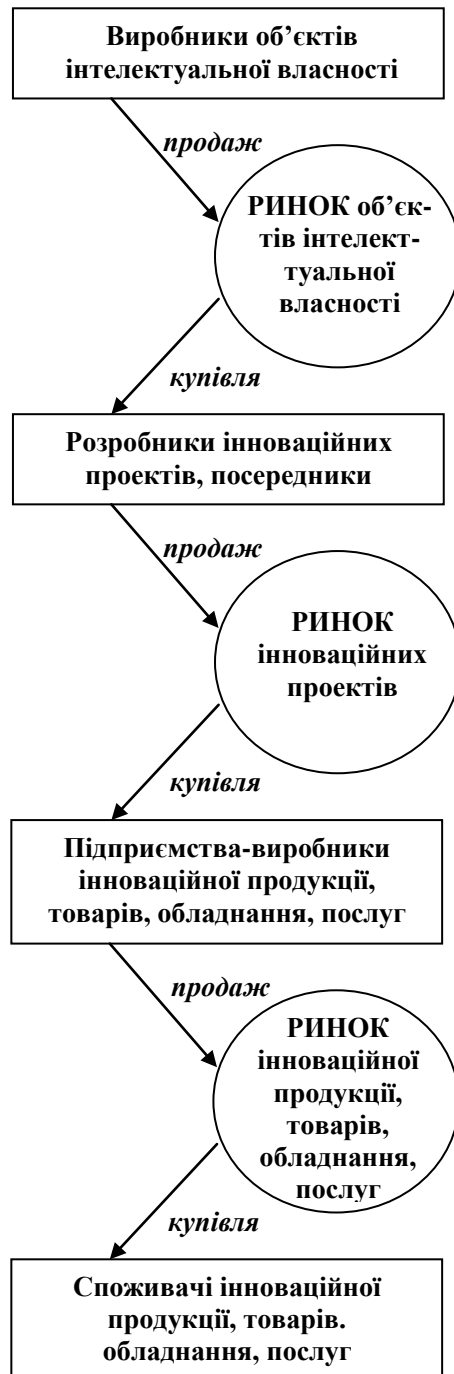 Виробники об’єктів
інтелектуальної власності
продаж
РИНОК об’єк-
тів інтелект-
туальної
власності
купівля
Розробники інноваційних
проектів, посередники
продаж
РИНОК
інноваційних
проектів
купівля
Підприємства-виробники
інноваційної продукції,
товарів, обладнання, послуг
продаж
РИНОК
інноваційної
продукції,
товарів,
обладнання,
послуг
купівля
Споживачі інноваційної
продукції, товарів.
обладнання, послуг